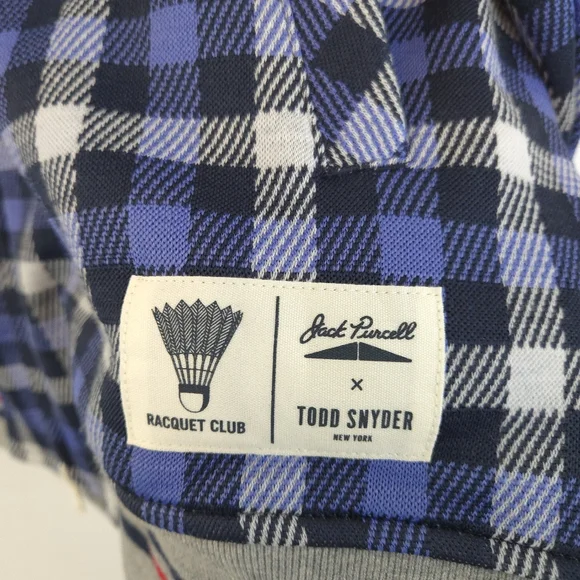 RACQUET CLUB
Jack Purcell
x
TODD SNYDER
NEW YORK